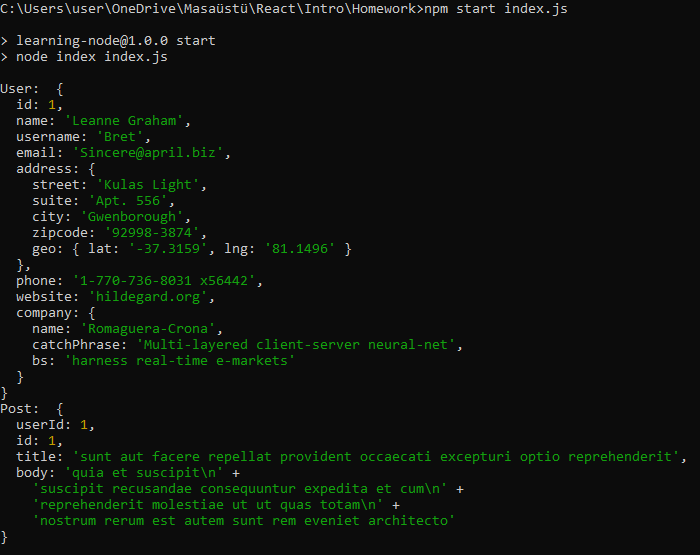 C:\Users\user\OneDrive\Masaüstü\React\Intro\Homework>npm start index.js
> learning-node@1.0.0 start
> node index index.js
User:  {
  id: 1,
  name: 'Leanne Graham',
  username: 'Bret',
  email: 'Sincere@april.biz',
  address: {
    street: 'Kulas Light',
    suite: 'Apt. 556',
    city: 'Gwenborough',
    zipcode: '92998-3874',
    geo: { lat: '-37.3159', lng: '81.1496' }
  },
  phone: '1-770-736-8031 x56442',
  website: 'hildegard.org',
  company: {
    name: 'Romaguera-Crona',
    catchPhrase: 'Multi-layered client-server neural-net',
    bs: 'harness real-time e-markets'
  }
}
Post:  {
  userId: 1,
  id: 1,
  title: 'sunt aut facere repellat provident occaecati excepturi optio reprehenderit',
  body: 'quia et suscipit\n' +
    'suscipit recusandae consequuntur expedita et cum\n' +
    'reprehenderit molestiae ut ut quas totam\n' +
    'nostrum rerum est autem sunt rem eveniet architecto'
}